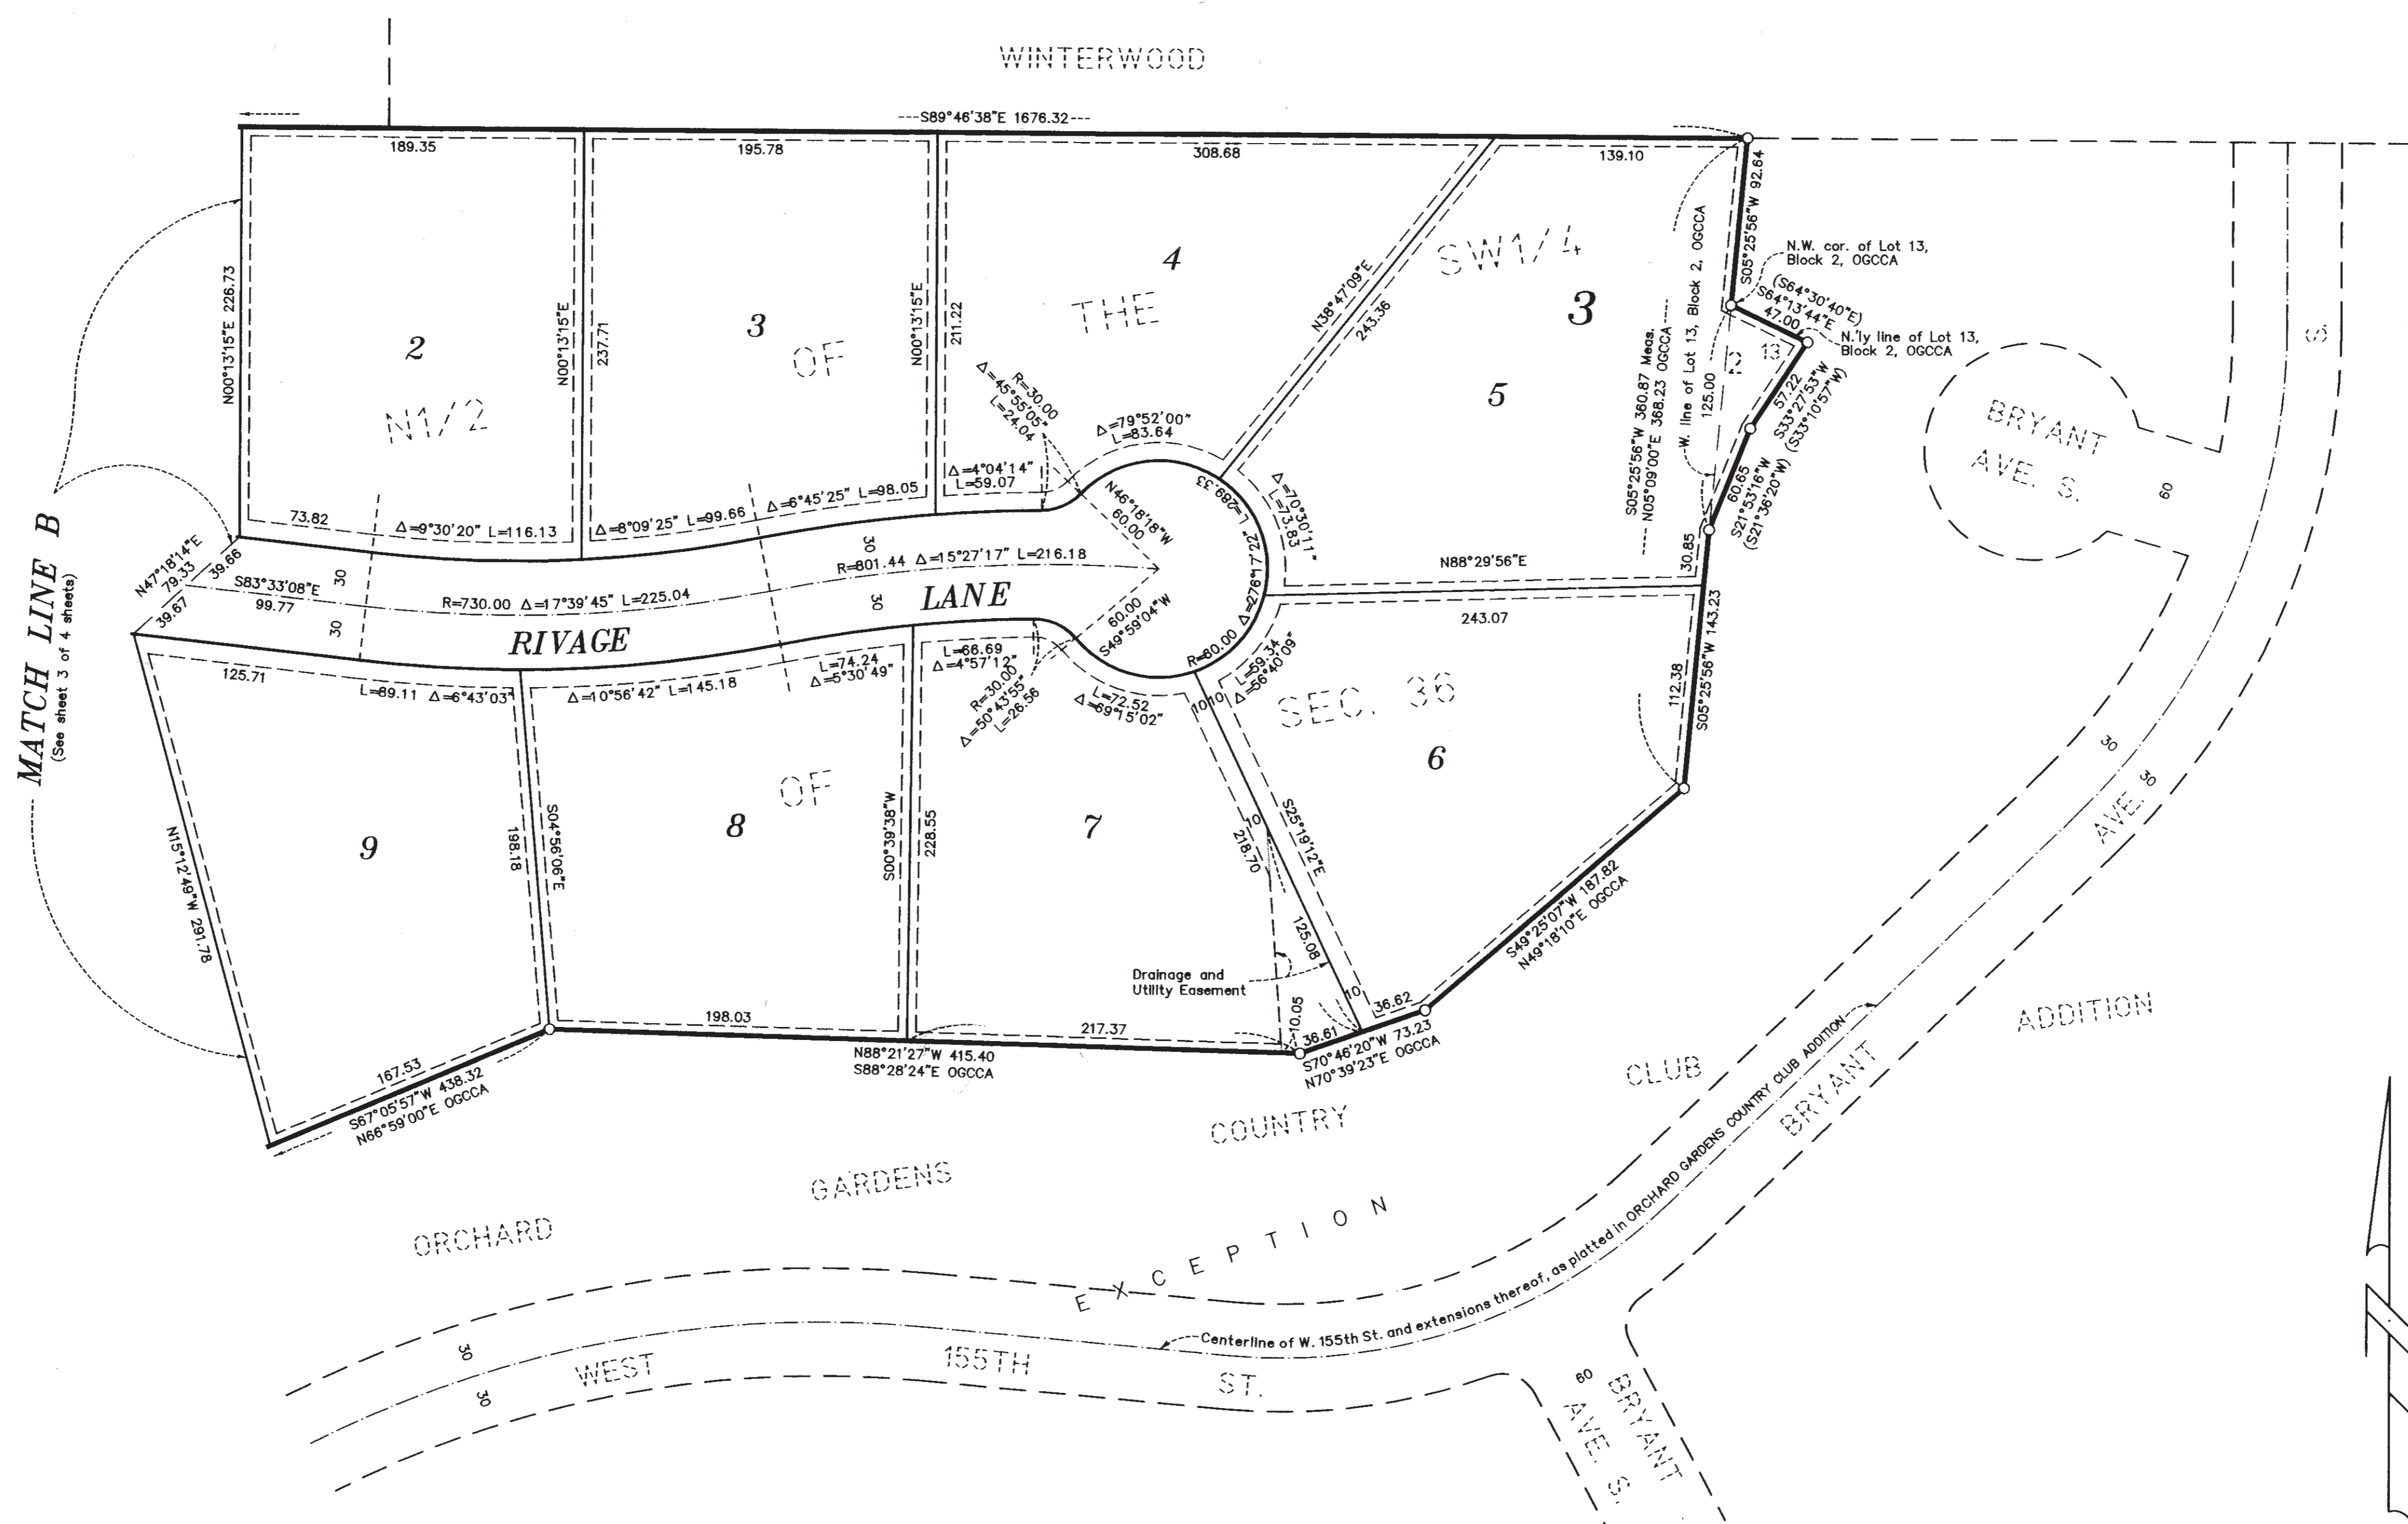 WINTERWOOD
---S89°46'38"E 1676.32---
189.35
195.78
308.68
139.10
S05°25'56"W 92.64
N.W. cor. of Lot 13,
Block 2, OGCCA
(S64°30'40"E)
S64°13'44"E
47.00
N.'ly line of Lot 13,
Block 2, OGCCA
13
2
57.22
S33°27'53"W
(S33°10'57"W)
60.65
S21°53'16"W
(S21°36'20"W)
W. line of Lot 13, Block 2, OGCCA
125.00
S05°25'56"W 360.87 Meas.
N05°09'00"E 368.23 OGCCA
30.85
N00°13'15"E 226.73
2
N1/2
N00°13'15"E
237.71
3
OF
N00°13'15"E
211.22
4
THE
N38°47'09"E
243.36
SW1/4
3
5
R=30.00
Δ=45°55'05"
L=24.04
Δ=79°52'00"
L=83.64
Δ=4°04'14"
L=59.07
N46°18'18"W
60.00
Δ=70°30'11"
L=73.83
R=60.00 Δ=276°17'22" L=289.33
N88°29'56"E
243.07
73.82
Δ=9°30'20" L=116.13
Δ=8°09'25" L=99.66
Δ=6°45'25" L=98.05
MATCH LINE B
(See sheet 3 of 4 sheets)
N47°18'14"E
79.33
39.66
39.67
S83°33'08"E
99.77
30
30
R=730.00 Δ=17°39'45" L=225.04
30
30
R=801.44 Δ=15°27'17" L=216.18
RIVAGE
LANE
60.00
S49°59'04"W
125.71
L=89.11 Δ=6°43'03"
Δ=10°56'42" L=145.18
L=74.24
Δ=5°30'49"
L=66.69
Δ=4°57'12"
R=30.00
Δ=50°43'55"
L=26.56
L=72.52
Δ=69°15'02"
L=59.34
Δ=56°40'09"
10
10
SEC. 36
6
112.38
S05°25'56"W 143.23
N15°12'49"W 291.78
9
198.18
S04°56'06"E
8
OF
S00°39'38"W
228.55
7
S25°19'12"E
10
218.70
125.08
Drainage and
Utility Easement
10.05
10
36.62
36.61
S70°46'20"W 73.23
N70°39'23"E OGCCA
S49°25'07"W 187.82
N49°18'10"E OGCCA
198.03
217.37
N88°21'27"W 415.40
S88°28'24"E OGCCA
167.53
S67°05'57"W 438.32
N66°59'00"E OGCCA
BRYANT
AVE. S.
60
S
30
30
AVE.
BRYANT
ORCHARD
GARDENS
COUNTRY
CLUB
ADDITION
EXCEPTION
Centerline of W. 155th St. and extensions thereof, as platted in ORCHARD GARDENS COUNTRY CLUB ADDITION
30
30
WEST
155TH
ST.
60
BRYANT
AVE. S.